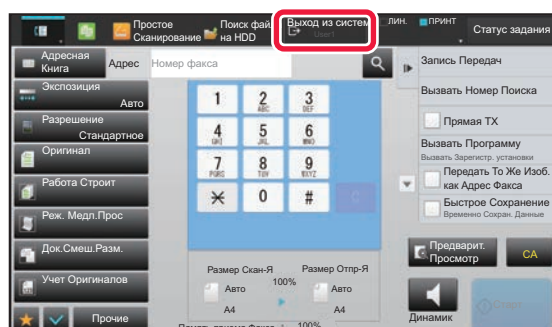 Простое
Сканирование
Поиск фай
на HDD
Выход из систем
User1
ЛИН.
ПРИНТ
Статус задания
Адресная
Книга
Адрес
Номер факса
Экспозиция
Авто
Разрешение
Стандартное
Оригинал
Работа Строит
Реж. Медл.Прос
Док.Смеш.Разм.
Учет Оригиналов
Прочие
1
2
ABC
3
DEF
4
GHI
5
JKL
6
MNO
7
PQRS
8
TUV
9
WXYZ
0
#
Размер Скан-Я
Авто
A4
100%
Размер Отпр-Я
Авто
A4
100%
Запись Передач
Вызвать Номер Поиска
Прямая TX
Вызвать Программу
Вызвать Зарегистр. установки
Передать То Же Изоб.
как Адрес Факса
Быстрое Сохранение
Временно Сохран. Данные
Предварит.
Просмотр
CA
Динамик
Старт